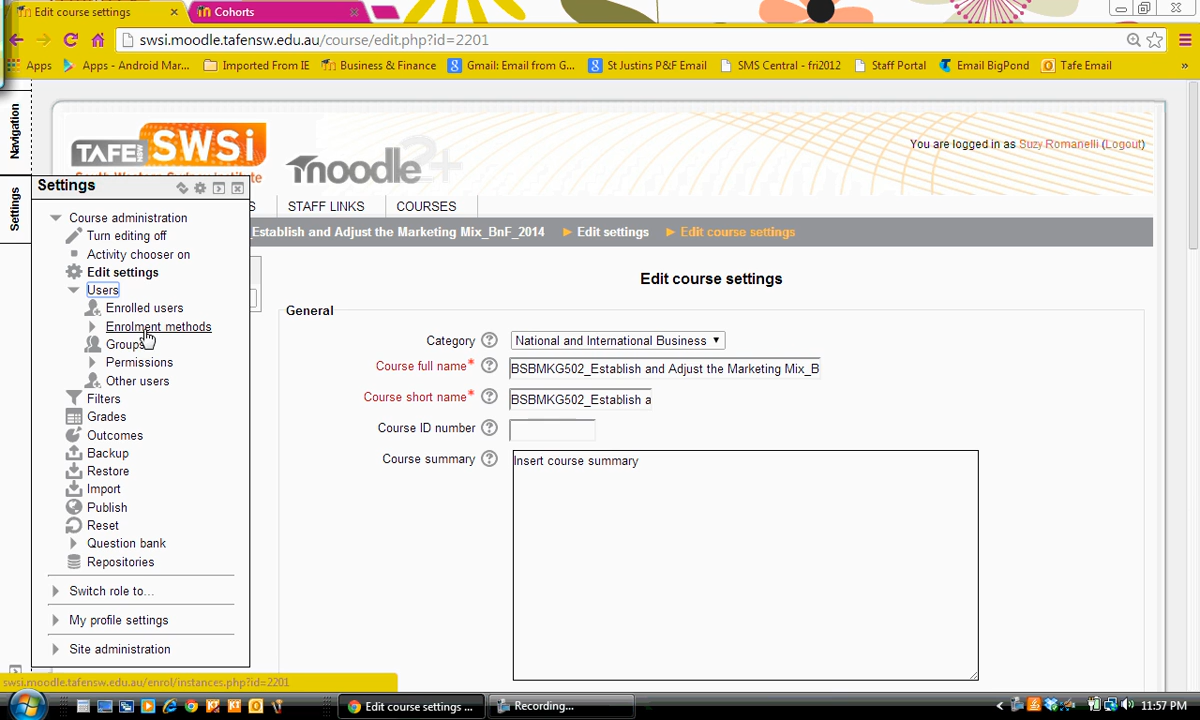 Edit course settings
Cohorts
swsi.moodle.tafensw.edu.au/course/edit.php?id=2201
Apps
Apps - Android Mar...
Imported From IE
Business & Finance
Gmail: Email from G...
St Justins P&F Email
SMS Central - fri2012
Staff Portal
Email BigPond
Tafe Email
»
Navigation
Settings
TAFE NSW SWSi
moodle 2+
You are logged in as Suzy Romanelli (Logout)
STAFF LINKS
COURSES
_Establish and Adjust the Marketing Mix_BnF_2014
Edit settings
Edit course settings
Settings
Course administration
Turn editing off
Activity chooser on
Edit settings
Users
Enrolled users
Enrolment methods
Groups
Permissions
Other users
Filters
Grades
Outcomes
Backup
Restore
Import
Publish
Reset
Question bank
Repositories
Switch role to...
My profile settings
Site administration
Edit course settings
General
Category
National and International Business
Course full name*
BSBMKG502_Establish and Adjust the Marketing Mix_B
Course short name*
BSBMKG502_Establish a
Course ID number
Course summary
Insert course summary
swsi.moodle.tafensw.edu.au/enrol/instances.php?id=2201
Edit course settings ...
Recording...
11:57 PM